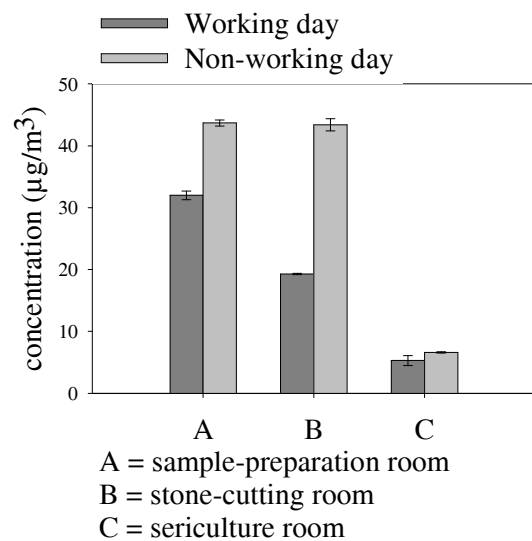 Working day
Non-working day
50
40
30
20
10
0
concentration (µg/m³)
A B C
A = sample-preparation room
B = stone-cutting room
C = sericulture room